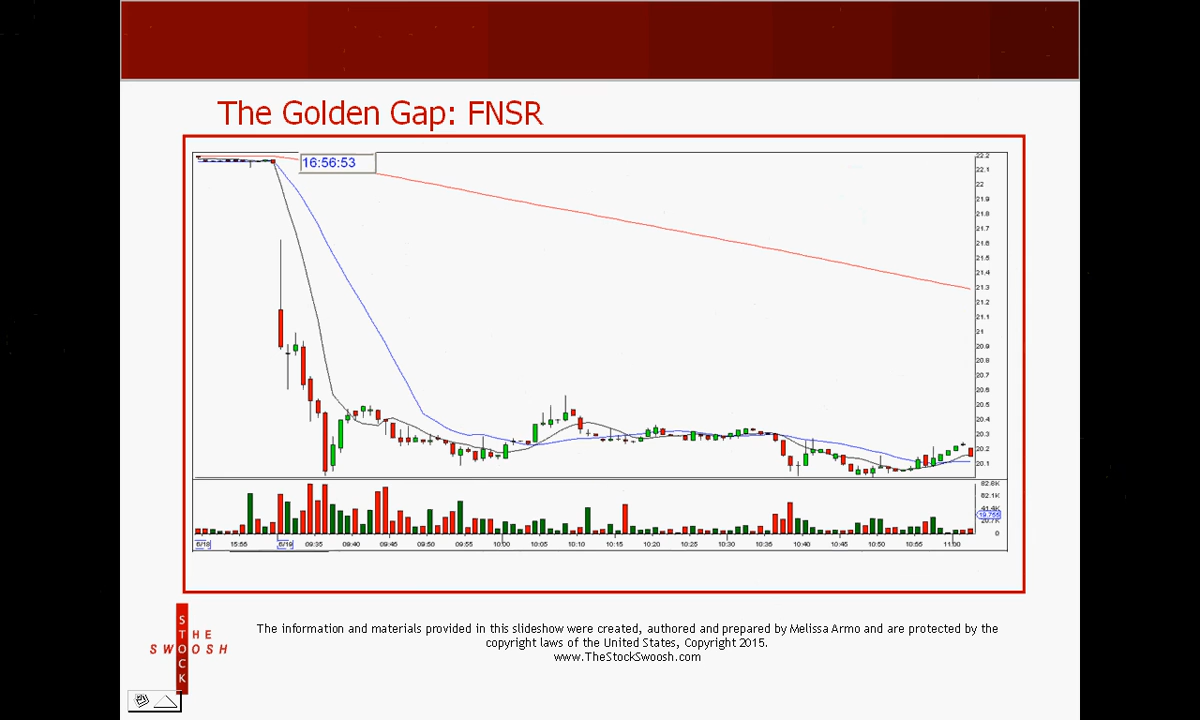 The Golden Gap: FNSR
16:56:53
22.2
22.1
22
21.9
21.8
21.7
21.6
21.5
21.4
21.3
21.2
21.1
21
20.9
20.8
20.7
20.6
20.5
20.4
20.3
20.2
20.1
82.8K
62.1K
41.4K
19.755
20.7K
0
6/18 15:55 6/19 09:35 09:40 09:45 09:50 09:55 10:00 10:05 10:10 10:15 10:20 10:25 10:30 10:35 10:40 10:45 10:50 10:55 11:00
The information and materials provided in this slideshow were created, authored and prepared by Melissa Armo and are protected by the
copyright laws of the United States, Copyright 2015.
www.TheStockSwoosh.com
THE
STOCK
SWOOSH